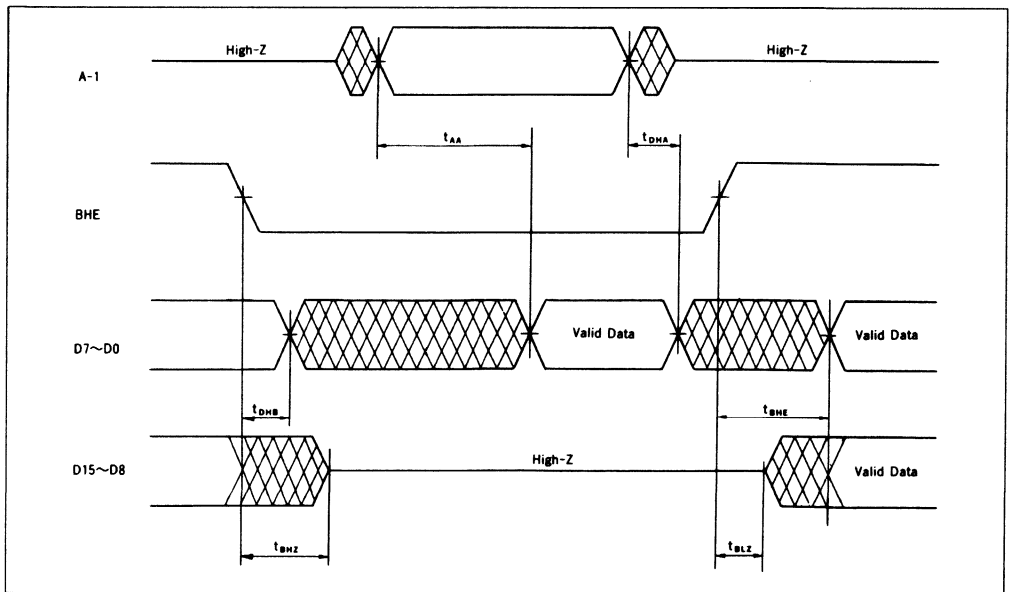 High-Z High-Z
A-1
tAA tDHA
BHE
D7～D0 Valid Data Valid Data
tDHB tBHE
D15～D8 High-Z Valid Data
tBHZ tBLZ